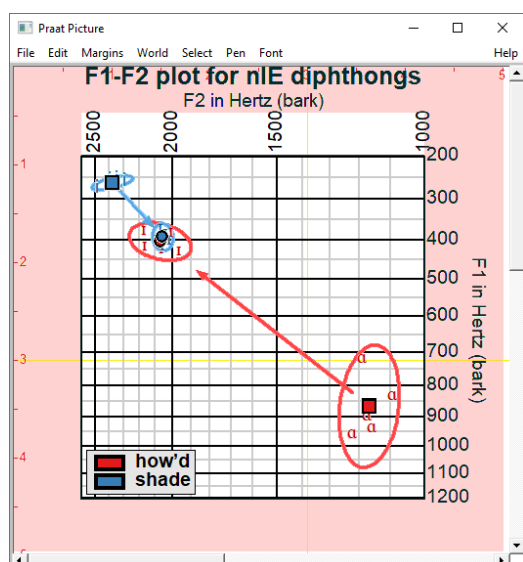 Praat Picture
File Edit Margins World Select Pen Font Help
F1-F2 plot for nIE diphthongs
F2 in Hertz (bark)
2500 2000 1500 1000
200
300
400
500
600
700
800
900
1000
1100
1200
F1 in Hertz (bark)
1
2
3
4
5
ɪ ɪ ɪ
ɪ ɪ
ɑ
ɑ
ɑ
ɑ ɑ
how'd
shade